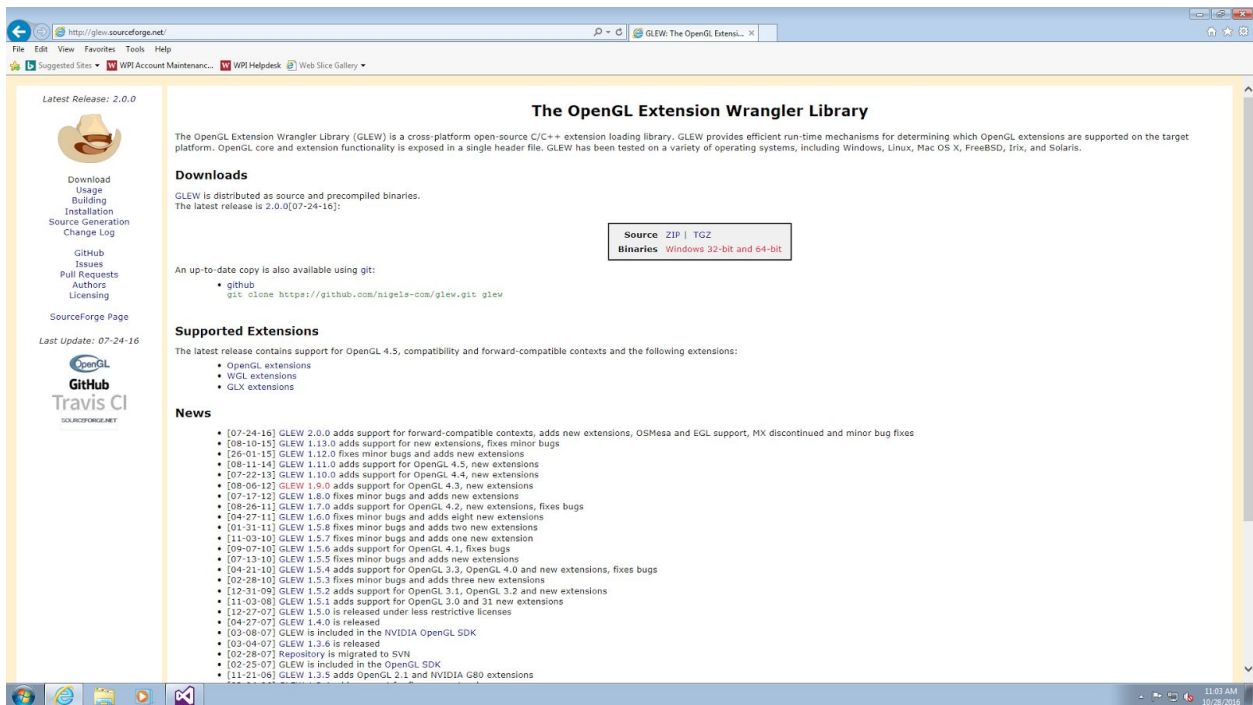 http://glew.sourceforge.net/
GLEW: The OpenGL Extensi...
File Edit View Favorites Tools Help
Suggested Sites WPI Account Maintenanc... WPI Helpdesk Web Slice Gallery
Latest Release: 2.0.0
Download
Usage
Building
Installation
Source Generation
Change Log
GitHub
Issues
Pull Requests
Authors
Licensing
SourceForge Page
Last Update: 07-24-16
OpenGL
GitHub
Travis CI
SOURCEFORGE.NET
The OpenGL Extension Wrangler Library
The OpenGL Extension Wrangler Library (GLEW) is a cross-platform open-source C/C++ extension loading library. GLEW provides efficient run-time mechanisms for determining which OpenGL extensions are supported on the target
platform. OpenGL core and extension functionality is exposed in a single header file. GLEW has been tested on a variety of operating systems, including Windows, Linux, Mac OS X, FreeBSD, Irix, and Solaris.
Downloads
GLEW is distributed as source and precompiled binaries.
The latest release is 2.0.0[07-24-16]:
Source ZIP | TGZ
Binaries Windows 32-bit and 64-bit
An up-to-date copy is also available using git:
• github
git clone https://github.com/nigels-com/glew.git glew
Supported Extensions
The latest release contains support for OpenGL 4.5, compatibility and forward-compatible contexts and the following extensions:
• OpenGL extensions
• WGL extensions
• GLX extensions
News
• [07-24-16] GLEW 2.0.0 adds support for forward-compatible contexts, adds new extensions, OSMesa and EGL support, MX discontinued and minor bug fixes
• [08-10-15] GLEW 1.13.0 adds support for new extensions, fixes minor bugs
• [26-01-15] GLEW 1.12.0 fixes minor bugs and adds new extensions
• [08-11-14] GLEW 1.11.0 adds support for OpenGL 4.5, new extensions
• [07-22-13] GLEW 1.10.0 adds support for OpenGL 4.4, new extensions
• [08-06-12] GLEW 1.9.0 adds support for OpenGL 4.3, new extensions
• [07-17-12] GLEW 1.8.0 fixes minor bugs and adds new extensions
• [08-26-11] GLEW 1.7.0 adds support for OpenGL 4.2, new extensions, fixes bugs
• [04-27-11] GLEW 1.6.0 fixes minor bugs and adds eight new extensions
• [01-31-11] GLEW 1.5.8 fixes minor bugs and adds two new extensions
• [11-03-10] GLEW 1.5.7 fixes minor bugs and adds one new extension
• [09-07-10] GLEW 1.5.6 adds support for OpenGL 4.1, fixes bugs
• [07-13-10] GLEW 1.5.5 fixes minor bugs and adds new extensions
• [04-21-10] GLEW 1.5.4 adds support for OpenGL 3.3, OpenGL 4.0 and new extensions, fixes bugs
• [02-28-10] GLEW 1.5.3 fixes minor bugs and adds three new extensions
• [12-31-09] GLEW 1.5.2 adds support for OpenGL 3.1, OpenGL 3.2 and new extensions
• [11-03-08] GLEW 1.5.1 adds support for OpenGL 3.0 and 31 new extensions
• [12-27-07] GLEW 1.5.0 is released under less restrictive licenses
• [04-27-07] GLEW 1.4.0 is released
• [03-08-07] GLEW is included in the NVIDIA OpenGL SDK
• [03-04-07] GLEW 1.3.6 is released
• [02-28-07] Repository is migrated to SVN
• [02-25-07] GLEW is included in the OpenGL SDK
• [11-21-06] GLEW 1.3.5 adds OpenGL 2.1 and NVIDIA G80 extensions
11:03 AM
10/28/2016